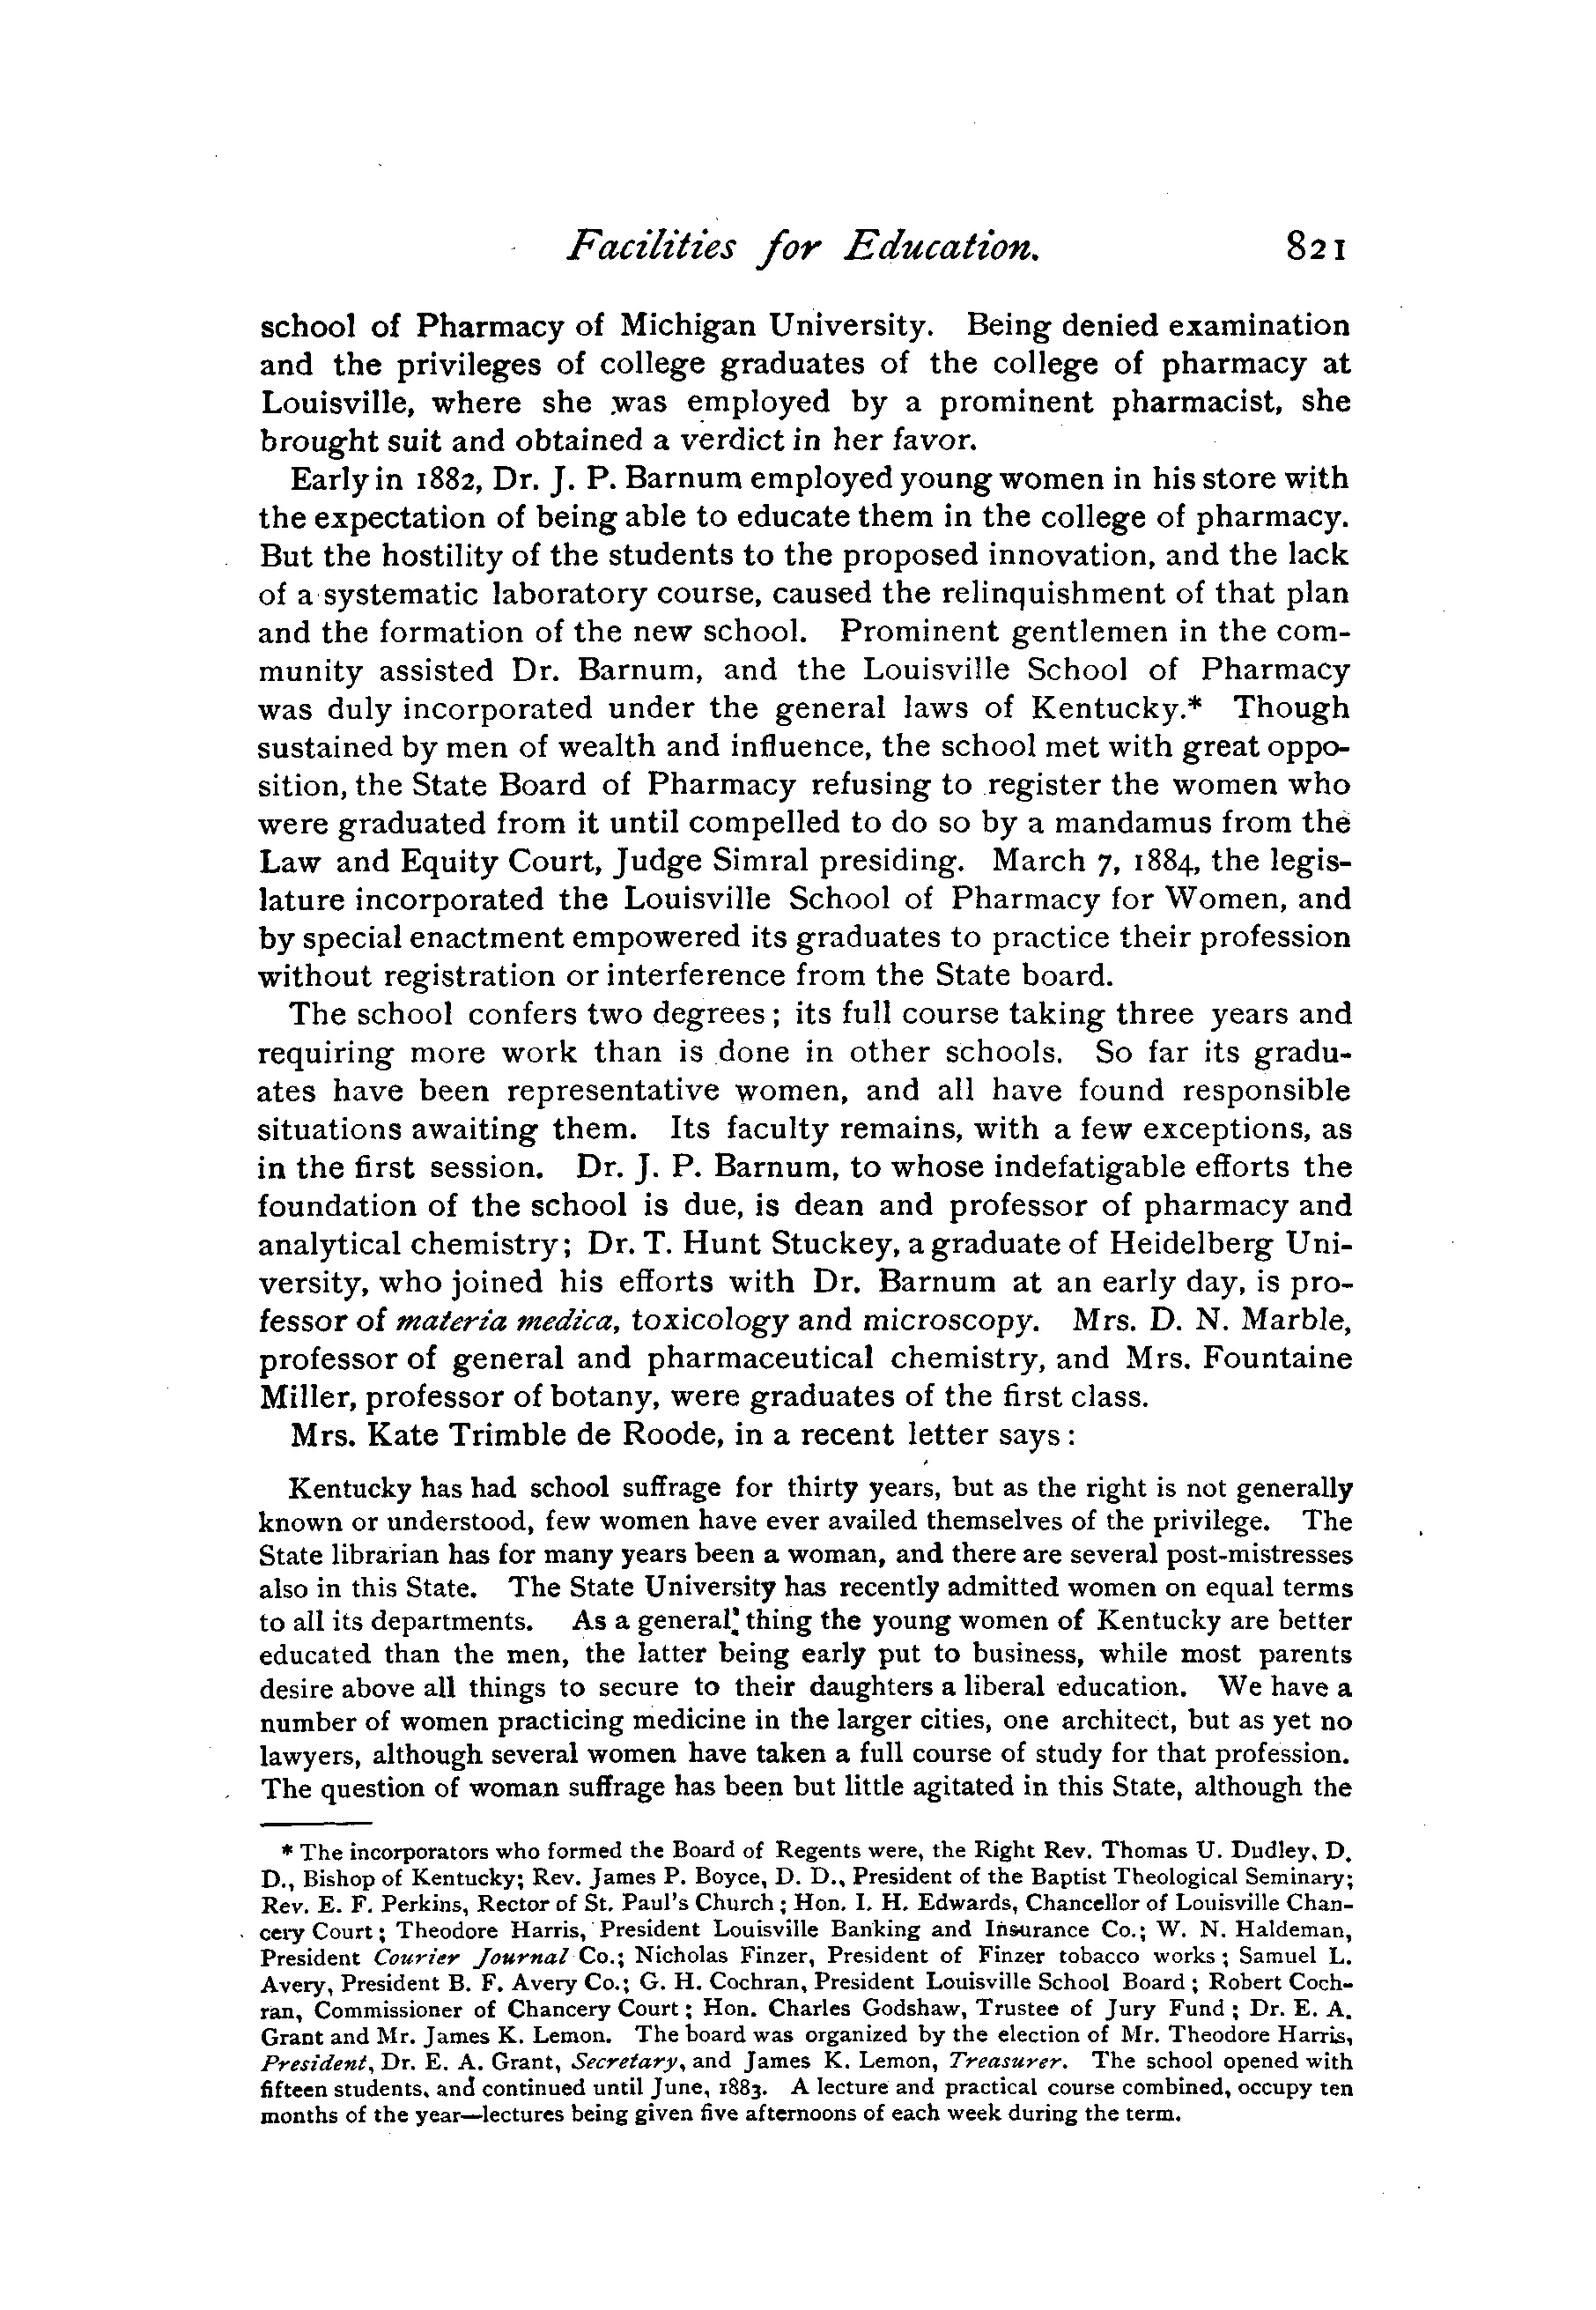 Facilities for Education. 821
school of Pharmacy of Michigan University. Being denied examination
and the privileges of college graduates of the college of pharmacy at
Louisville, where she was employed by a prominent pharmacist, she
brought suit and obtained a verdict in her favor.
Early in 1882, Dr. J. P. Barnum employed young women in his store with
the expectation of being able to educate them in the college of pharmacy.
But the hostility of the students to the proposed innovation, and the lack
of a systematic laboratory course, caused the relinquishment of that plan
and the formation of the new school. Prominent gentlemen in the com-
munity assisted Dr. Barnum, and the Louisville School of Pharmacy
was duly incorporated under the general laws of Kentucky.* Though
sustained by men of wealth and influence, the school met with great oppo-
sition, the State Board of Pharmacy refusing to register the women who
were graduated from it until compelled to do so by a mandamus from the
Law and Equity Court, Judge Simral presiding. March 7, 1884, the legis-
lature incorporated the Louisville School of Pharmacy for Women, and
by special enactment empowered its graduates to practice their profession
without registration or interference from the State board.
The school confers two degrees; its full course taking three years and
requiring more work than is done in other schools. So far its gradu-
ates have been representative women, and all have found responsible
situations awaiting them. Its faculty remains, with a few exceptions, as
in the first session. Dr. J. P. Barnum, to whose indefatigable efforts the
foundation of the school is due, is dean and professor of pharmacy and
analytical chemistry; Dr. T. Hunt Stuckey, a graduate of Heidelberg Uni-
versity, who joined his efforts with Dr. Barnum at an early day, is pro-
fessor of materia medica, toxicology and microscopy. Mrs. D. N. Marble,
professor of general and pharmaceutical chemistry, and Mrs. Fountaine
Miller, professor of botany, were graduates of the first class.
Mrs. Kate Trimble de Roode, in a recent letter says:
Kentucky has had school suffrage for thirty years, but as the right is not generally
known or understood, few women have ever availed themselves of the privilege. The
State librarian has for many years been a woman, and there are several post-mistresses
also in this State. The State University has recently admitted women on equal terms
to all its departments. As a general thing the young women of Kentucky are better
educated than the men, the latter being early put to business, while most parents
desire above all things to secure to their daughters a liberal education. We have a
number of women practicing medicine in the larger cities, one architect, but as yet no
lawyers, although several women have taken a full course of study for that profession.
The question of woman suffrage has been but little agitated in this State, although the
* The incorporators who formed the Board of Regents were, the Right Rev. Thomas U. Dudley, D.
D., Bishop of Kentucky; Rev. James P. Boyce, D. D., President of the Baptist Theological Seminary;
Rev. E. F. Perkins, Rector of St. Paul's Church; Hon. I. H. Edwards, Chancellor of Louisville Chan-
cery Court; Theodore Harris, President Louisville Banking and Insurance Co.; W. N. Haldeman,
President Courier Journal Co.; Nicholas Finzer, President of Finzer tobacco works; Samuel L.
Avery, President B. F. Avery Co.; G. H. Cochran, President Louisville School Board; Robert Coch-
ran, Commissioner of Chancery Court; Hon. Charles Godshaw, Trustee of Jury Fund; Dr. E. A.
Grant and Mr. James K. Lemon. The board was organized by the election of Mr. Theodore Harris,
President, Dr. E. A. Grant, Secretary, and James K. Lemon, Treasurer. The school opened with
fifteen students, and continued until June, 1883. A lecture and practical course combined, occupy ten
months of the year—lectures being given five afternoons of each week during the term.